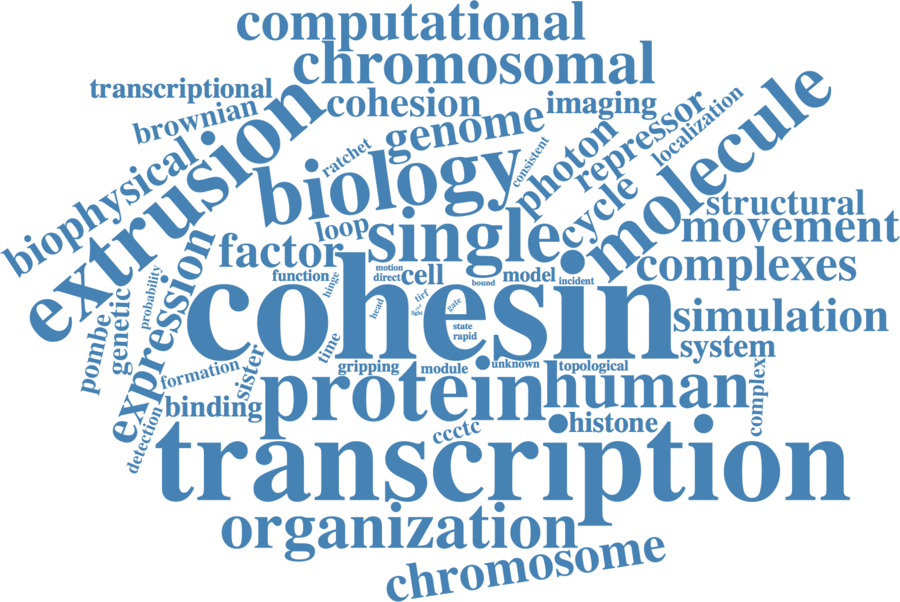 computational
chromosomal
transcriptional
cohesion
imaging
brownian
genome
extrusion
molecule
ratchet
consistent
photon
repressor
localization
biophysical
biology
cycle
structural
loop
single
movement
factor
complexes
function
hinge
motion
direct
cell
bound
model
incident
probability
expression
cohesin
head
light
tirf
gate
state
rapid
simulation
pombe
genetic
time
system
formation
sister
gripping
module
unknown
topological
complex
binding
protein
human
detection
ccctc
histone
transcription
organization
chromosome